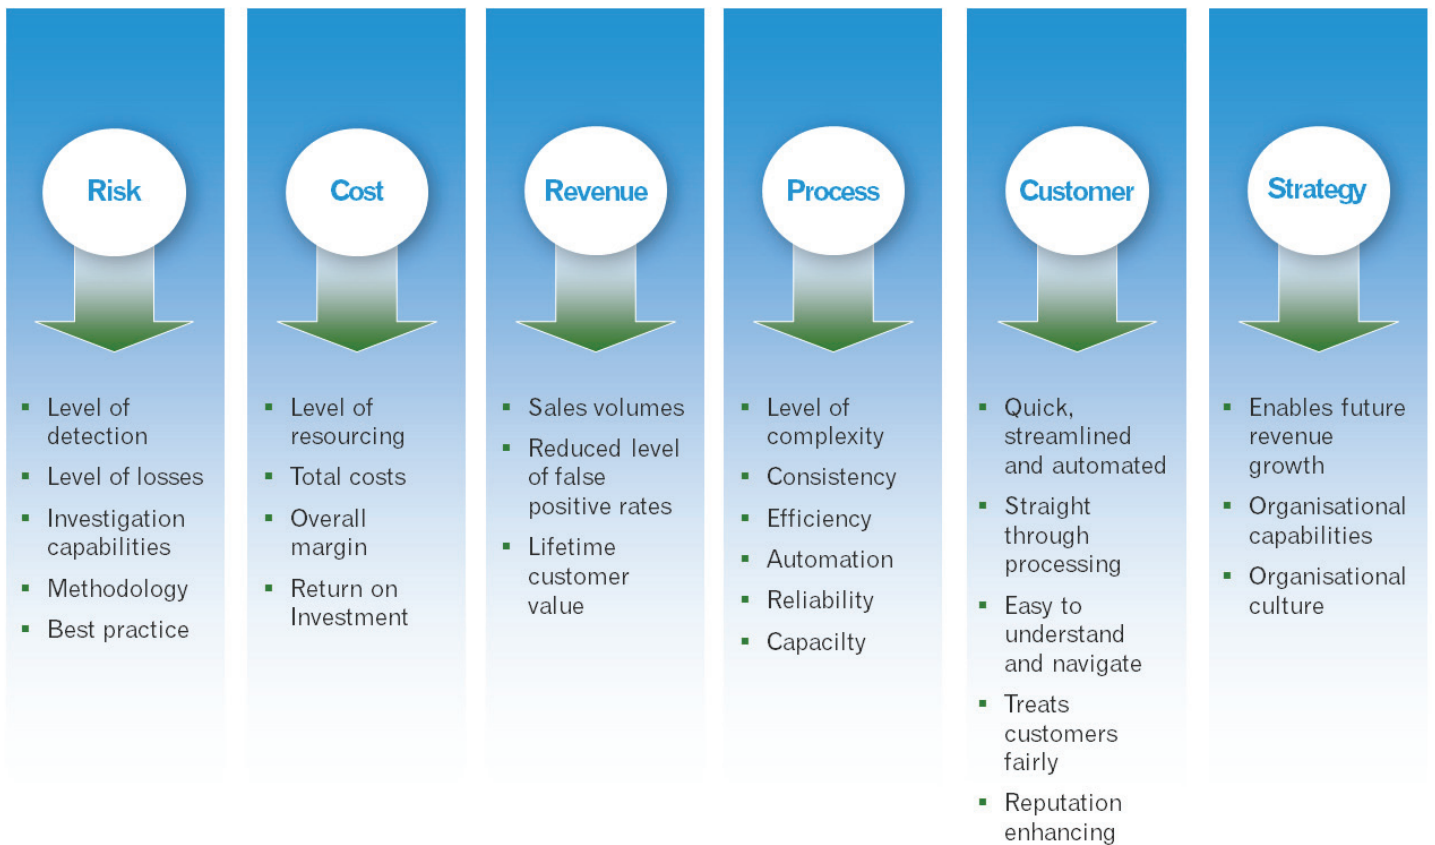 Risk
Level of
detection
Level of losses
Investigation
capabilities
Methodology
Best practice
Cost
Level of
resourcing
Total costs
Overall
margin
Return on
Investment
Revenue
Sales volumes
Reduced level
of false
positive rates
Lifetime
customer
value
Process
Level of
complexity
Consistency
Efficiency
Automation
Reliability
Capacilty
Customer
Quick,
streamlined
and automated
Straight
through
processing
Easy to
understand
and navigate
Treats
customers
fairly
Reputation
enhancing
Strategy
Enables future
revenue
growth
Organisational
capabilities
Organisational
culture